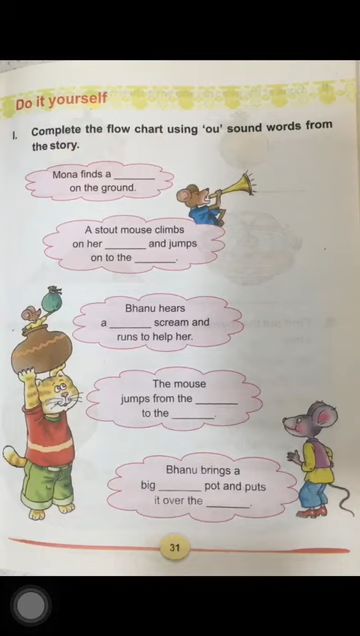 Do it yourself
I. Complete the flow chart using 'ou' sound words from
the story.
Mona finds a ________
on the ground.
A stout mouse climbs
on her ________ and jumps
on to the ________.
Bhanu hears
a ________ scream and
runs to help her.
The mouse
jumps from the ________
to the ________.
Bhanu brings a
big ________ pot and puts
it over the ________.
31